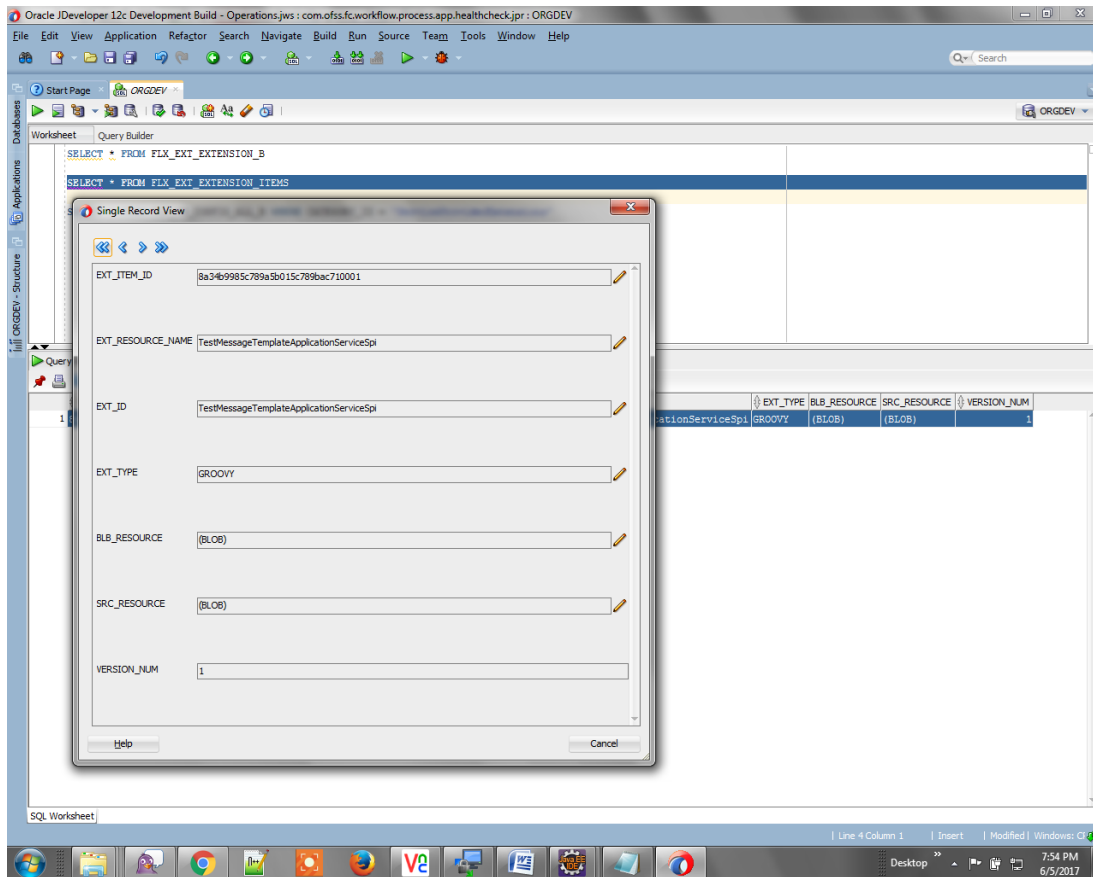 Oracle JDeveloper 12c Development Build - Operations.jws : com.ofss.fc.workflow.process.app.healthcheck.jpr : ORGDEV
File Edit View Application Refactor Search Navigate Build Run Source Team Tools Window Help
Search
Start Page ORGDEV
ORGDEV
Worksheet Query Builder
Databases
Applications
ORGDEV - Structure
SELECT * FROM FLX_EXT_EXTENSION_B
SELECT * FROM FLX_EXT_EXTENSION_ITEMS
Single Record View
EXT_ITEM_ID 8a34b9985c789a5b015c789bac710001
EXT_RESOURCE_NAME TestMessageTemplateApplicationServiceSpi
EXT_ID TestMessageTemplateApplicationServiceSpi
EXT_TYPE GROOVY
BLB_RESOURCE (BLOB)
SRC_RESOURCE (BLOB)
VERSION_NUM 1
Help Cancel
Query
EXT_TYPE BLB_RESOURCE SRC_RESOURCE VERSION_NUM
1 ationServiceSpi GROOVY (BLOB) (BLOB) 1
SQL Worksheet
Line 4 Column 1 Insert Modified Windows: C
Desktop
7:54 PM
6/5/2017